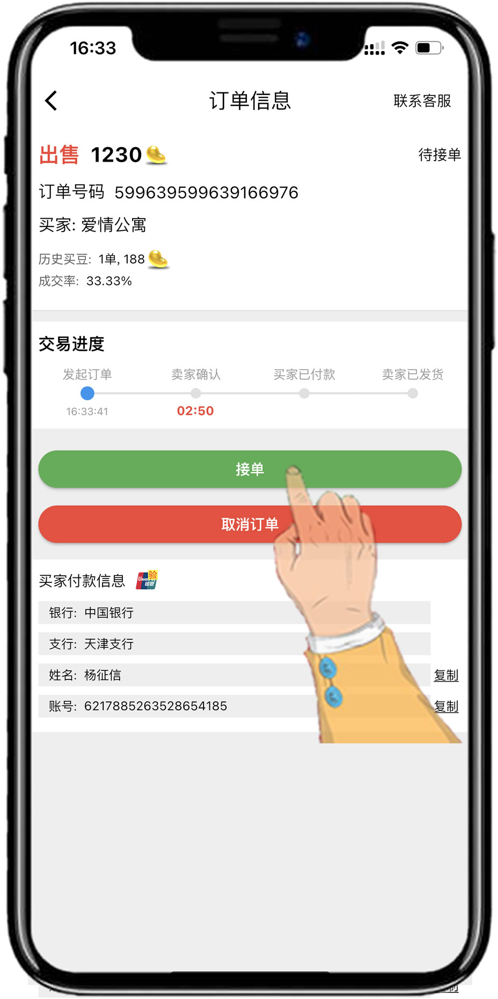 16:33
订单信息 联系客服
出售 1230 待接单
订单号码 599639599639166976
买家: 爱情公寓
历史买豆: 1单, 188
成交率: 33.33%
交易进度
发起订单 卖家确认 买家已付款 卖家已发货
16:33:41 02:50
接单
取消订单
买家付款信息 UnionPay 银联 验
银行: 中国银行
支行: 天津支行
姓名: 杨征信 复制
账号: 6217885263528654185 复制